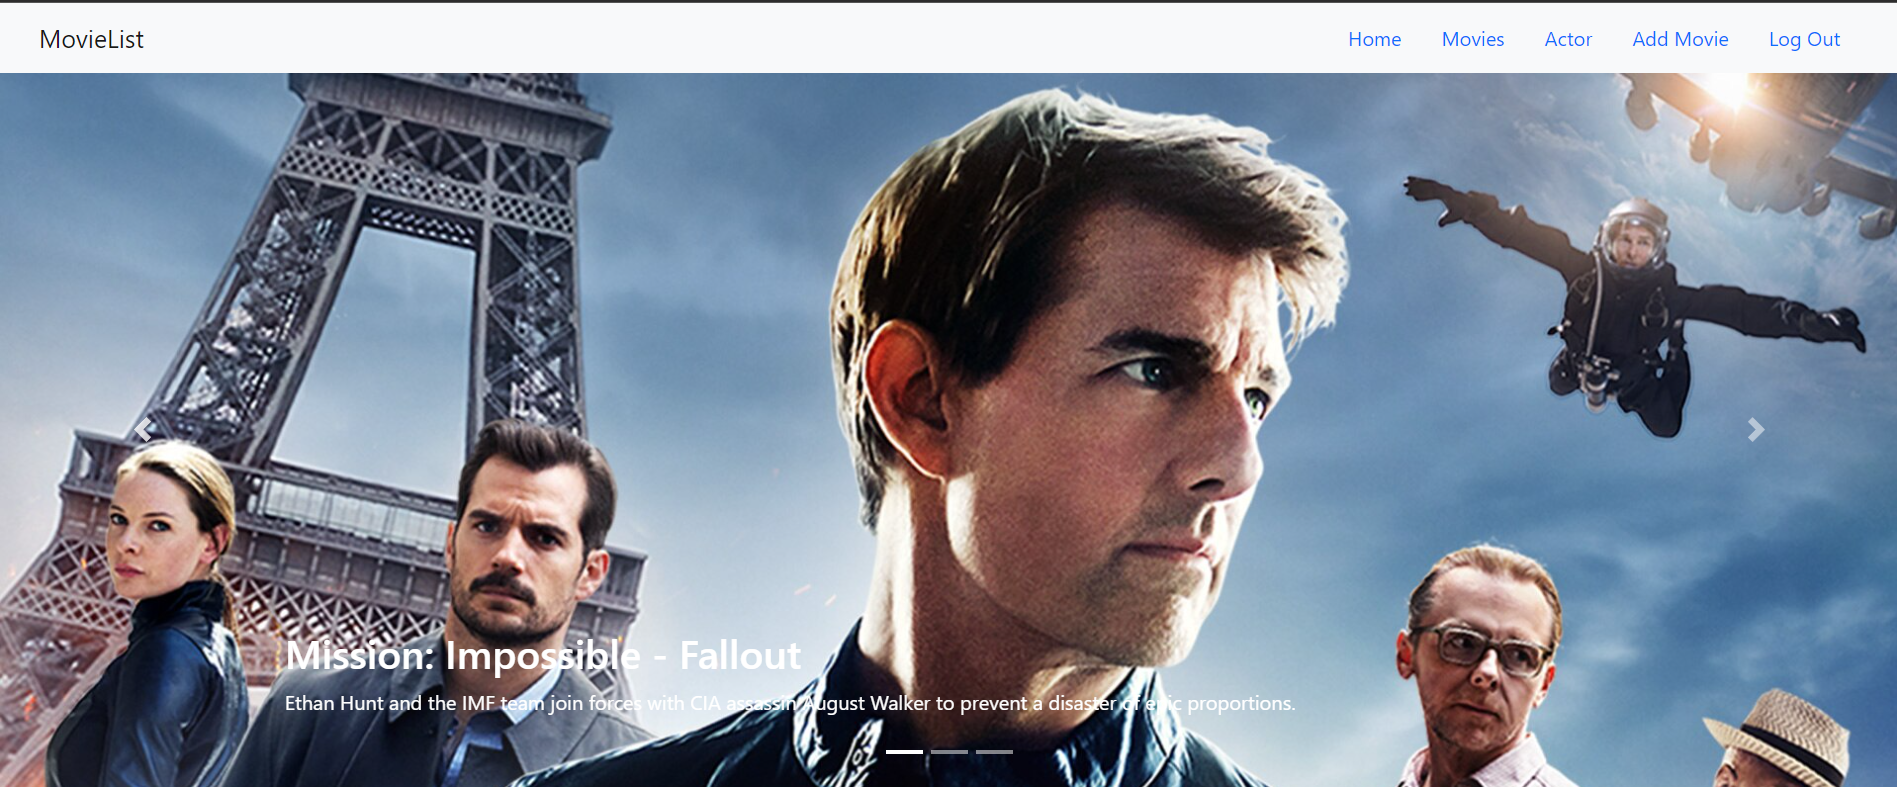 MovieList
Home Movies Actor Add Movie Log Out
Mission: Impossible - Fallout
Ethan Hunt and the IMF team join forces with CIA assassin August Walker to prevent a disaster of epic proportions.